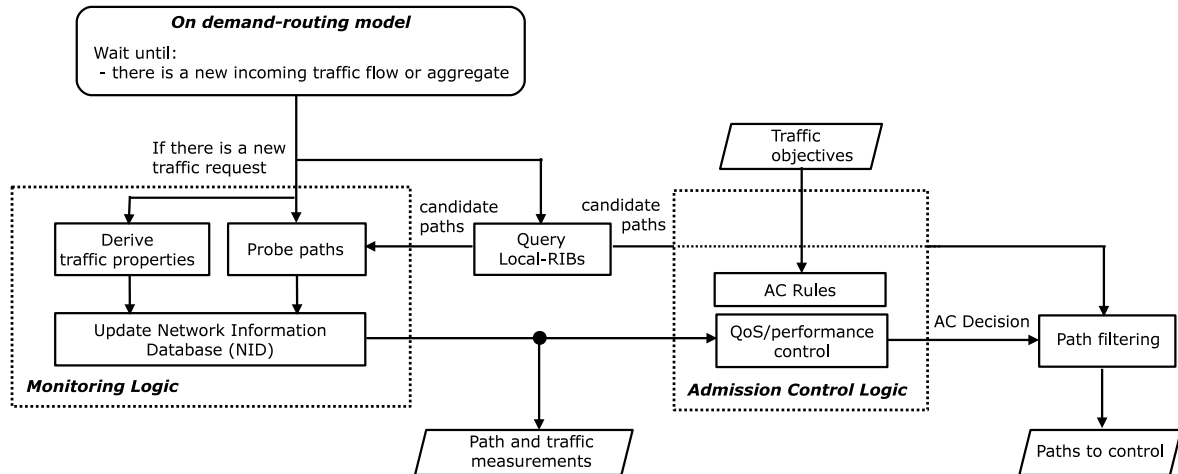 On demand-routing model
Wait until:
- there is a new incoming traffic flow or aggregate
If there is a new
traffic request
Traffic
objectives
candidate
paths
candidate
paths
Derive
traffic properties
Probe paths
Query
Local-RIBs
AC Rules
Update Network Information
Database (NID)
QoS/performance
control
AC Decision
Path filtering
Monitoring Logic
Admission Control Logic
Path and traffic
measurements
Paths to control